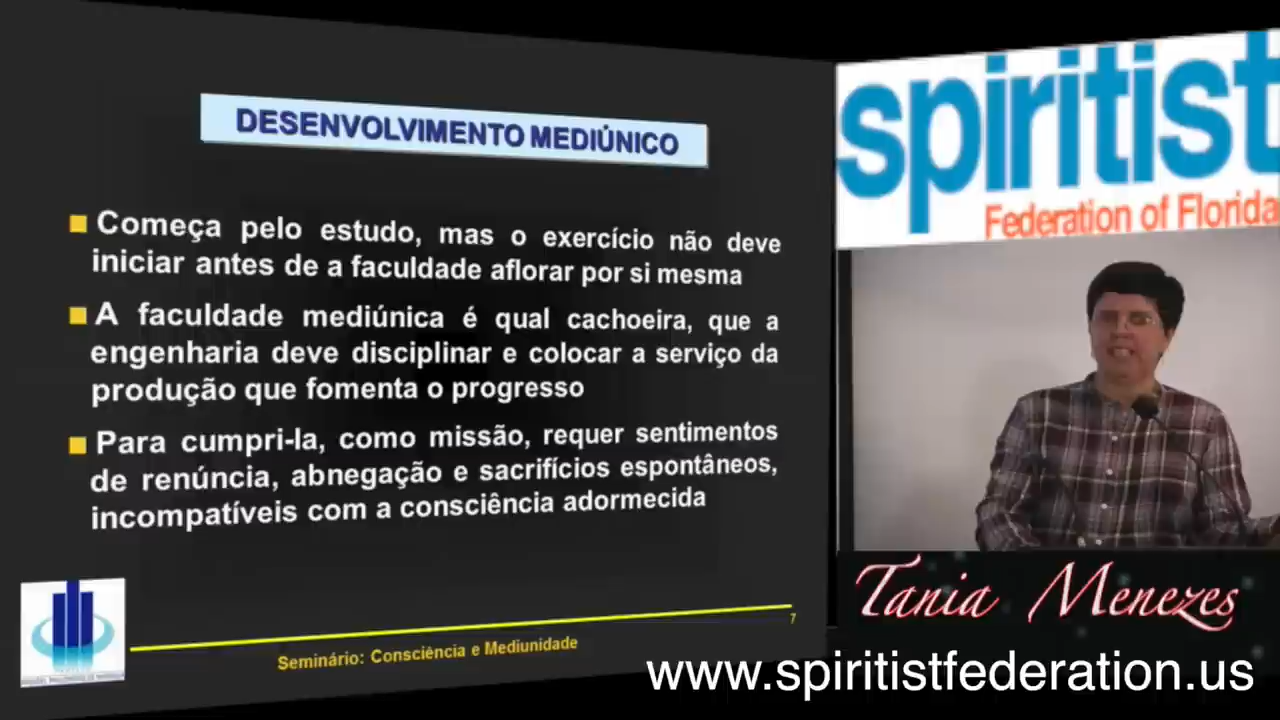 DESENVOLVIMENTO MEDIÚNICO
Começa pelo estudo, mas o exercício não deve
iniciar antes de a faculdade aflorar por si mesma
A faculdade mediúnica é qual cachoeira, que a
engenharia deve disciplinar e colocar a serviço da
produção que fomenta o progresso
Para cumpri-la, como missão, requer sentimentos
de renúncia, abnegação e sacrifícios espontâneos,
incompatíveis com a consciência adormecida
7
Seminário: Consciência e Mediunidade
spiritist
Federation of Florida
Tania Menezes
www.spiritistfederation.us